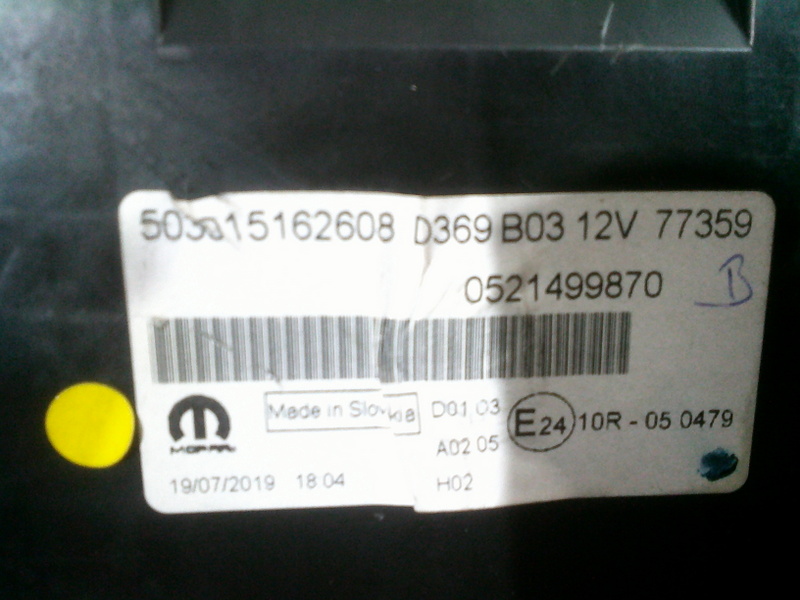 D369 B03 12V 77359
0521499870 B
MOPAR
Made in Slov kia
D01 03
A02 05
H02
E24 10R - 05 0479
19/07/2019 18 04